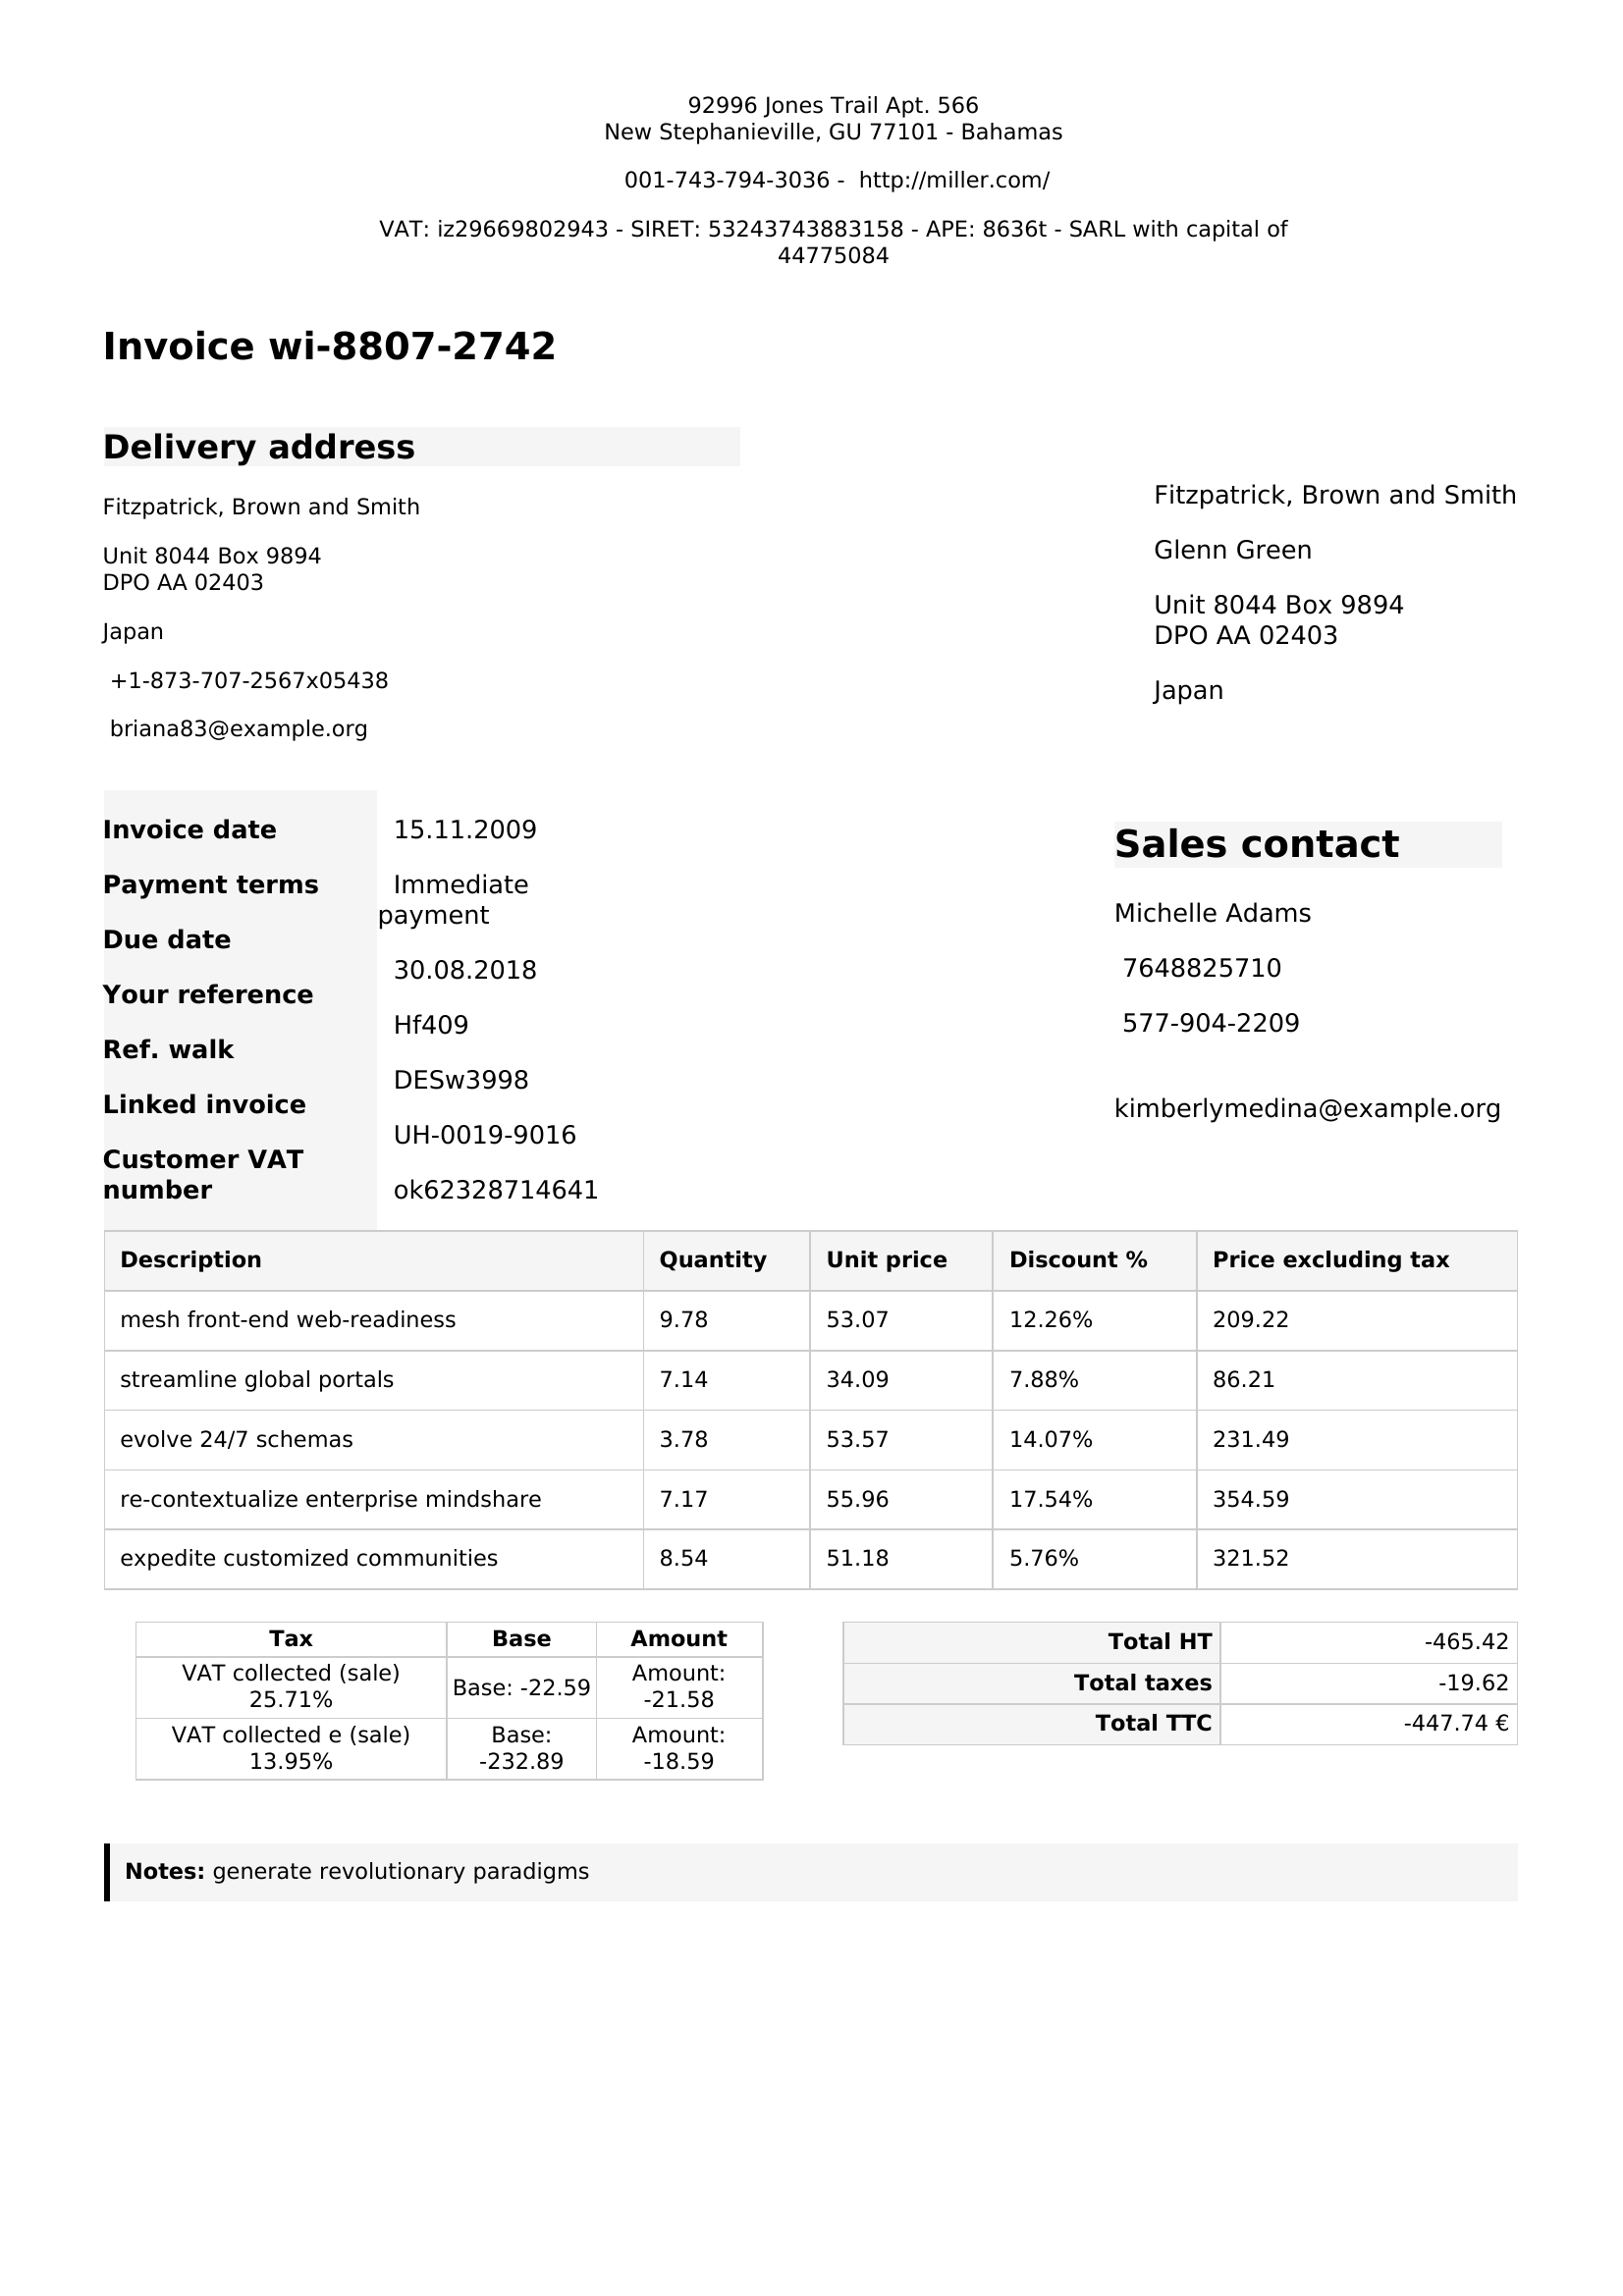 92996 Jones Trail Apt. 566
New Stephanieville, GU 77101 - Bahamas
001-743-794-3036 - http://miller.com/
VAT: iz29669802943 - SIRET: 53243743883158 - APE: 8636t - SARL with capital of
44775084
Invoice wi-8807-2742
Delivery address
Fitzpatrick, Brown and Smith
Unit 8044 Box 9894
DPO AA 02403
Japan
+1-873-707-2567x05438
briana83@example.org
Fitzpatrick, Brown and Smith
Glenn Green
Unit 8044 Box 9894
DPO AA 02403
Japan
Invoice date
Payment terms
Due date
Your reference
Ref. walk
Linked invoice
Customer VAT
number
15.11.2009
Immediate
payment
30.08.2018
Hf409
DESw3998
UH-0019-9016
ok62328714641
Sales contact
Michelle Adams
7648825710
577-904-2209
kimberlymedina@example.org
Description Quantity Unit price Discount % Price excluding tax
mesh front-end web-readiness 9.78 53.07 12.26% 209.22
streamline global portals 7.14 34.09 7.88% 86.21
evolve 24/7 schemas 3.78 53.57 14.07% 231.49
re-contextualize enterprise mindshare 7.17 55.96 17.54% 354.59
expedite customized communities 8.54 51.18 5.76% 321.52
Tax Base Amount
VAT collected (sale)
25.71%
Base: -22.59
Amount:
-21.58
VAT collected e (sale)
13.95%
Base:
-232.89
Amount:
-18.59
Total HT -465.42
Total taxes -19.62
Total TTC -447.74 €
Notes: generate revolutionary paradigms